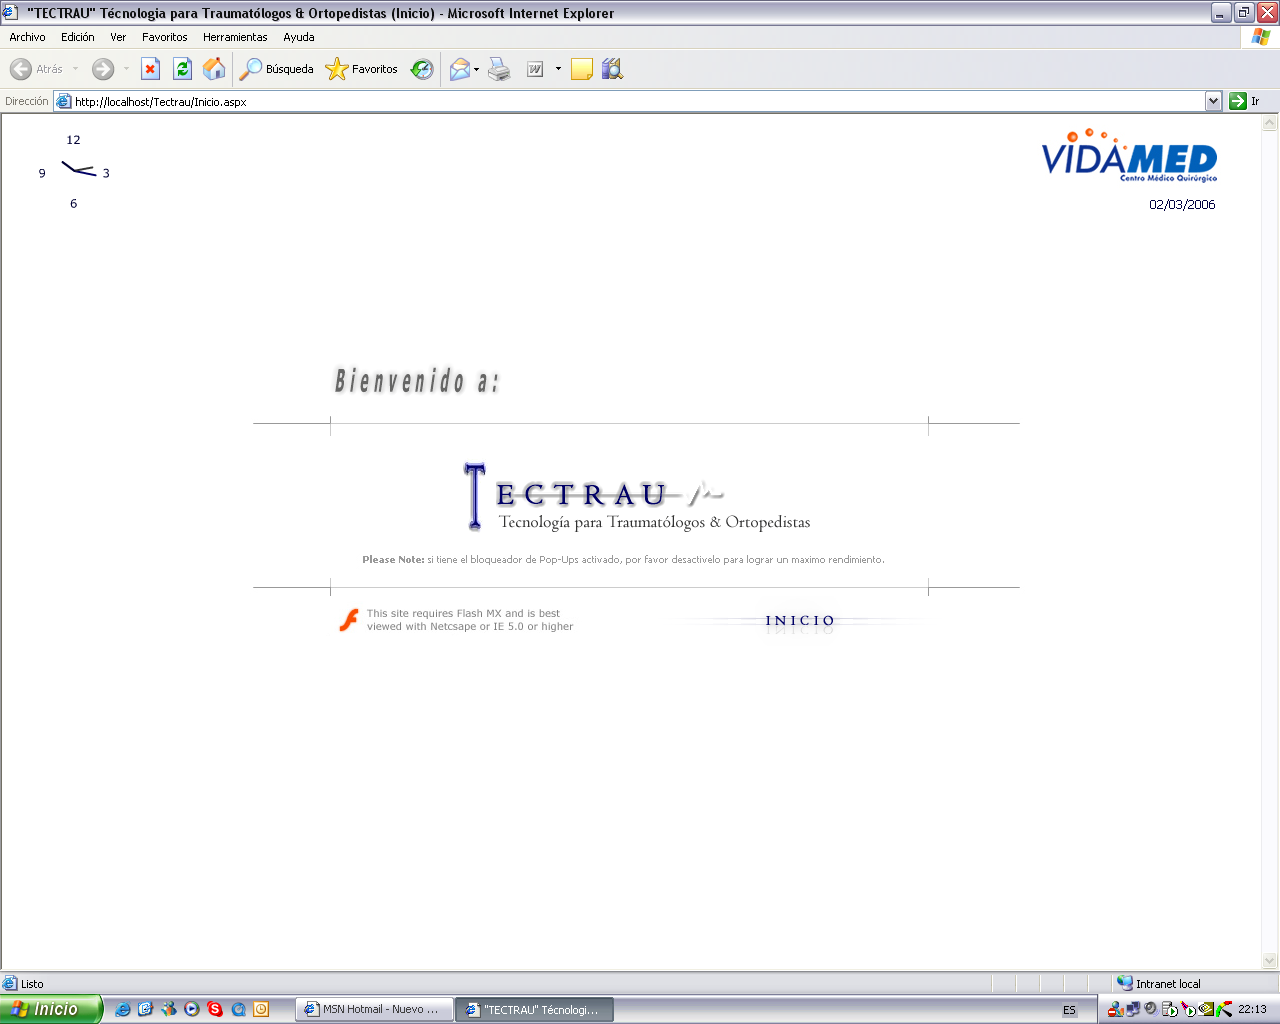 "TECTRAU" Técnologia para Traumatólogos & Ortopedistas (Inicio) - Microsoft Internet Explorer
Archivo Edición Ver Favoritos Herramientas Ayuda
Atrás Búsqueda Favoritos W
Dirección http://localhost/Tectrau/Inicio.aspx Ir
12
9 3
6
VIDAMED
Centro Médico Quirúrgico
02/03/2006
Bienvenido a:
TECTRAU
Tecnología para Traumatólogos & Ortopedistas
Please Note: si tiene el bloqueador de Pop-Ups activado, por favor desactivelo para lograr un maximo rendimiento.
This site requires Flash MX and is best
viewed with Netcsape or IE 5.0 or higher
INICIO
Listo Intranet local
Inicio MSN Hotmail - Nuevo ... "TECTRAU" Técnologi... ES 22:13